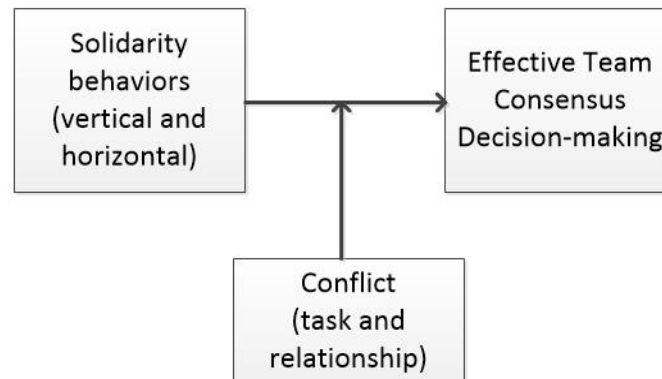 Solidarity
behaviors
(vertical and
horizontal)
Effective Team
Consensus
Decision-making
Conflict
(task and
relationship)